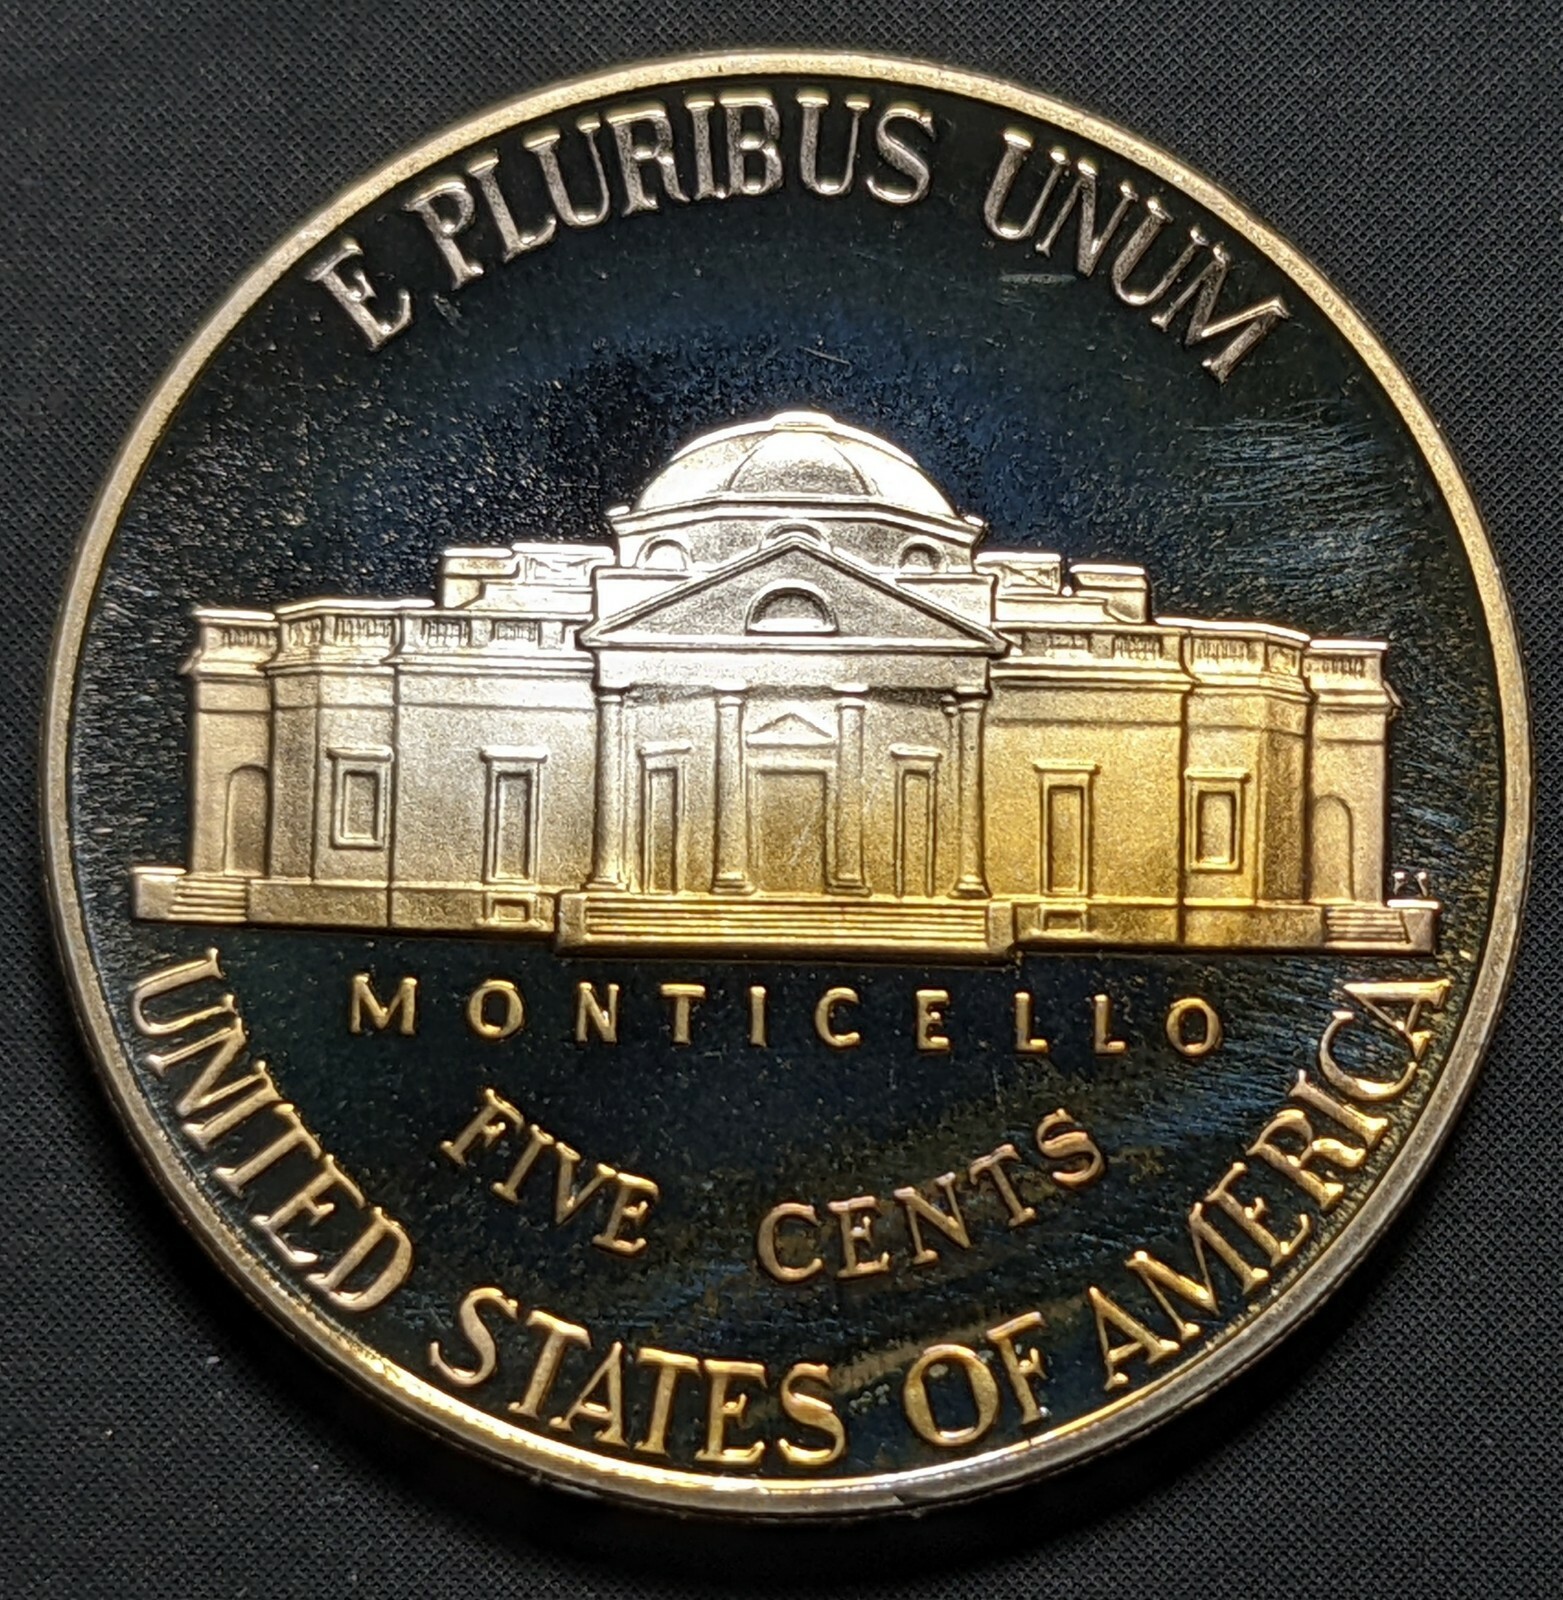 E PLURIBUS UNUM
MONTICELLO
FIVE CENTS
UNITED STATES OF AMERICA